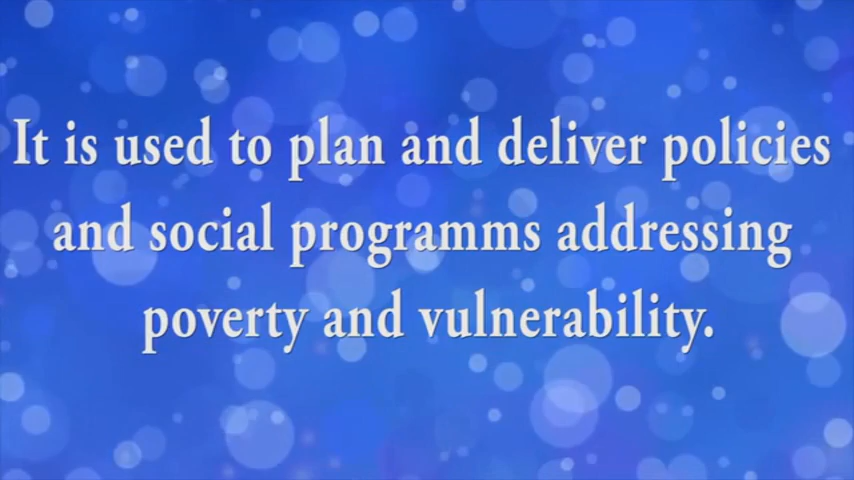 It is used to plan and deliver policies
and social programms addressing
poverty and vulnerability.